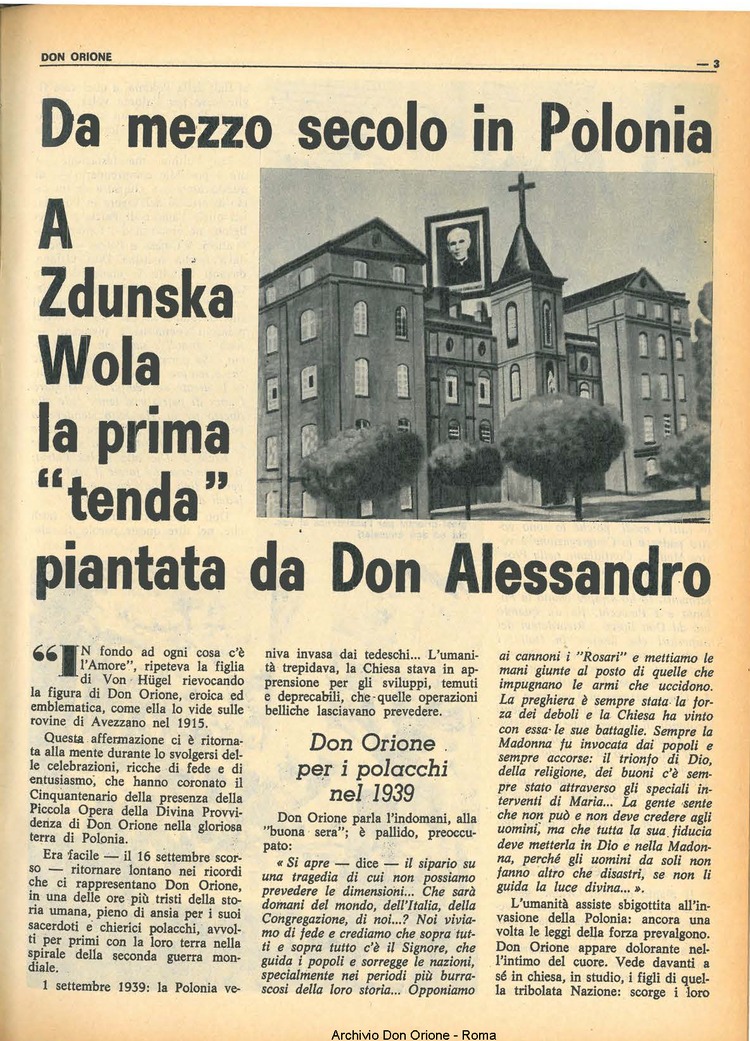 DON ORIONE
— 3
Da mezzo secolo in Polonia
A
Zdunska
Wola
la prima
“tenda”
piantata da Don Alessandro
“IN fondo ad ogni cosa c'è
l'Amore", ripeteva la figlia
di Von Hügel rievocando
la figura di Don Orione, eroica ed
emblematica, come ella lo vide sulle
rovine di Avezzano nel 1915.
Questa affermazione ci è ritorna-
ta alla mente durante lo svolgersi del-
le celebrazioni, ricche di fede e di
entusiasmo, che hanno coronato il
Cinquantenario della presenza della
Piccola Opera della Divina Provvi-
denza di Don Orione nella gloriosa
terra di Polonia.
Era facile — il 16 settembre scor-
so — ritornare lontano nei ricordi
che ci rappresentano Don Orione,
in una delle ore più tristi della sto-
ria umana, pieno di ansia per i suoi
sacerdoti e chierici polacchi, avvol-
ti per primi con la loro terra nella
spirale della seconda guerra mon-
diale.
1 settembre 1939: la Polonia ve-
niva invasa dai tedeschi... L'umani-
tà trepidava, la Chiesa stava in ap-
prensione per gli sviluppi, temuti
e deprecabili, che quelle operazioni
belliche lasciavano prevedere.
Don Orione
per i polacchi
nel 1939
Don Orione parla l'indomani, alla
"buona sera"; è pallido, preoccu-
pato:
« Si apre — dice — il sipario su
una tragedia di cui non possiamo
prevedere le dimensioni... Che sarà
domani del mondo, dell'Italia, della
Congregazione, di noi...? Noi vivia-
mo di fede e crediamo che sopra tut-
ti e sopra tutto c'è il Signore, che
guida i popoli e sorregge le nazioni,
specialmente nei periodi più burra-
scosi della loro storia... Opponiamo
ai cannoni i "Rosari" e mettiamo le
mani giunte al posto di quelle che
impugnano le armi che uccidono.
La preghiera è sempre stata la for-
za dei deboli e la Chiesa ha vinto
con essa le sue battaglie. Sempre la
Madonna fu invocata dai popoli e
sempre accorse: il trionfo di Dio,
della religione, dei buoni c'è sem-
pre stato attraverso gli speciali in-
terventi di Maria... La gente sente
che non può e non deve credere agli
uomini, ma che tutta la sua fiducia
deve metterla in Dio e nella Madon-
na, perché gli uomini da soli non
fanno altro che disastri, se non li
guida la luce divina... ».
L'umanità assiste sbigottita all'in-
vasione della Polonia: ancora una
volta le leggi della forza prevalgono.
Don Orione appare dolorante nel-
l'intimo del cuore. Vede davanti a
sé in chiesa, in studio, i figli di quel-
la tribolata Nazione: scorge i loro
Archivio Don Orione - Roma